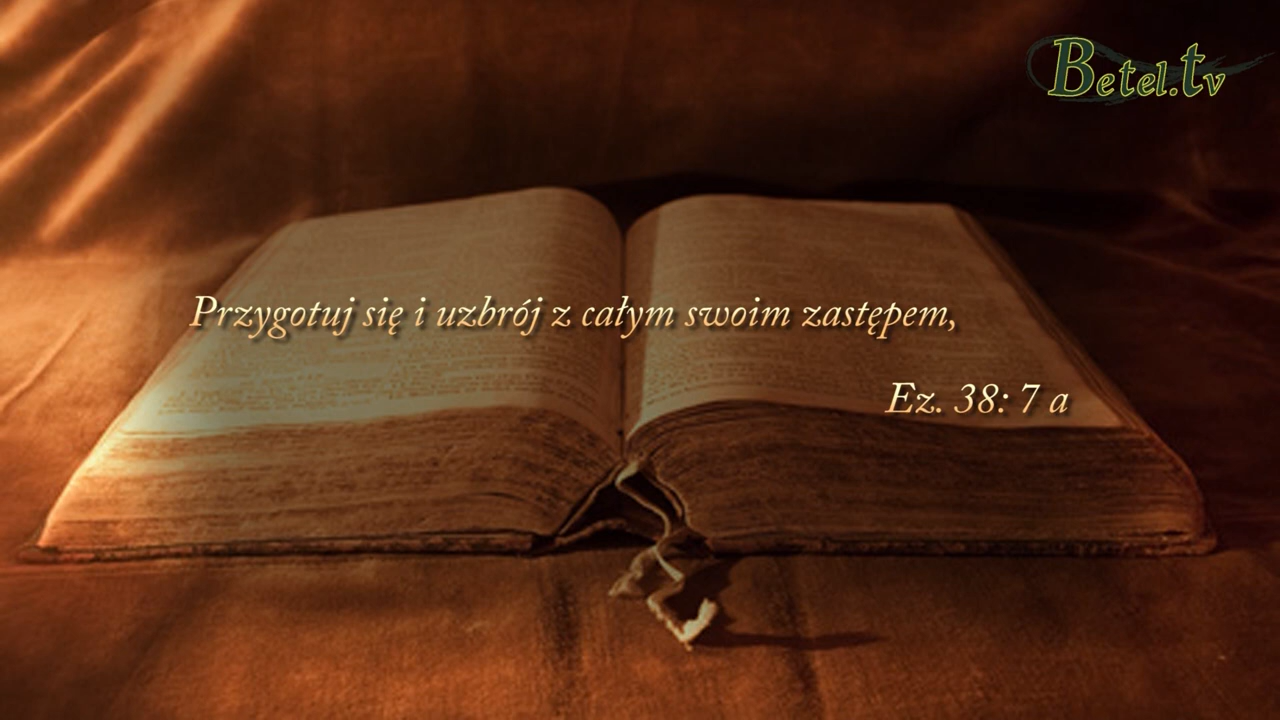 Betel.tv
Przygotuj się i uzbrój z całym swoim zastępem,
Ez. 38: 7 a